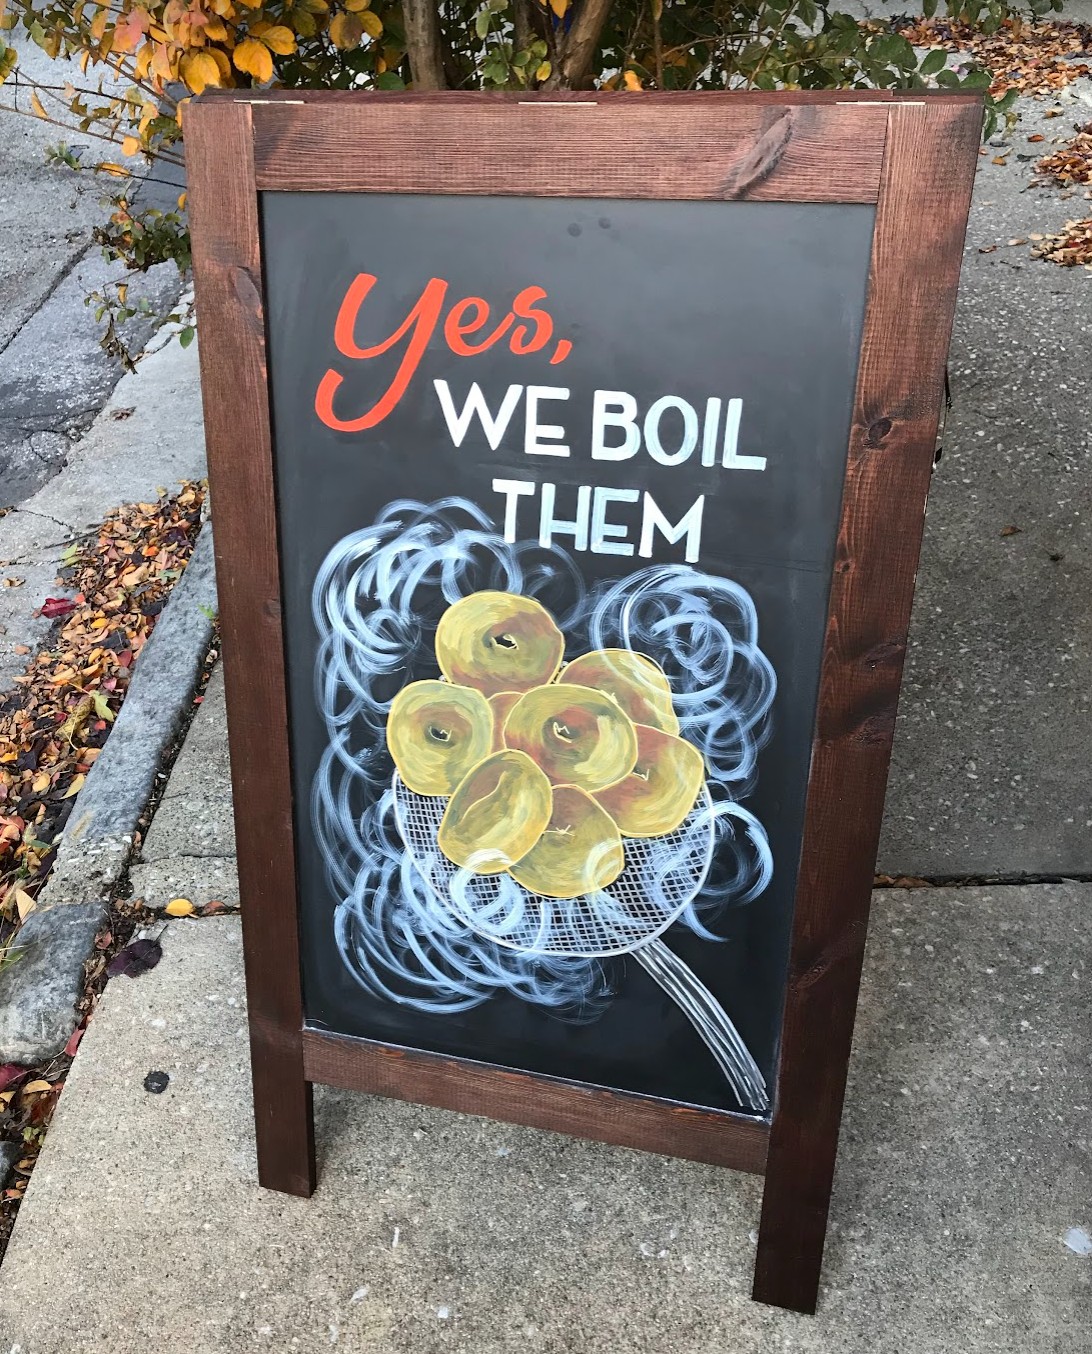 Yes,
WE BOIL
THEM